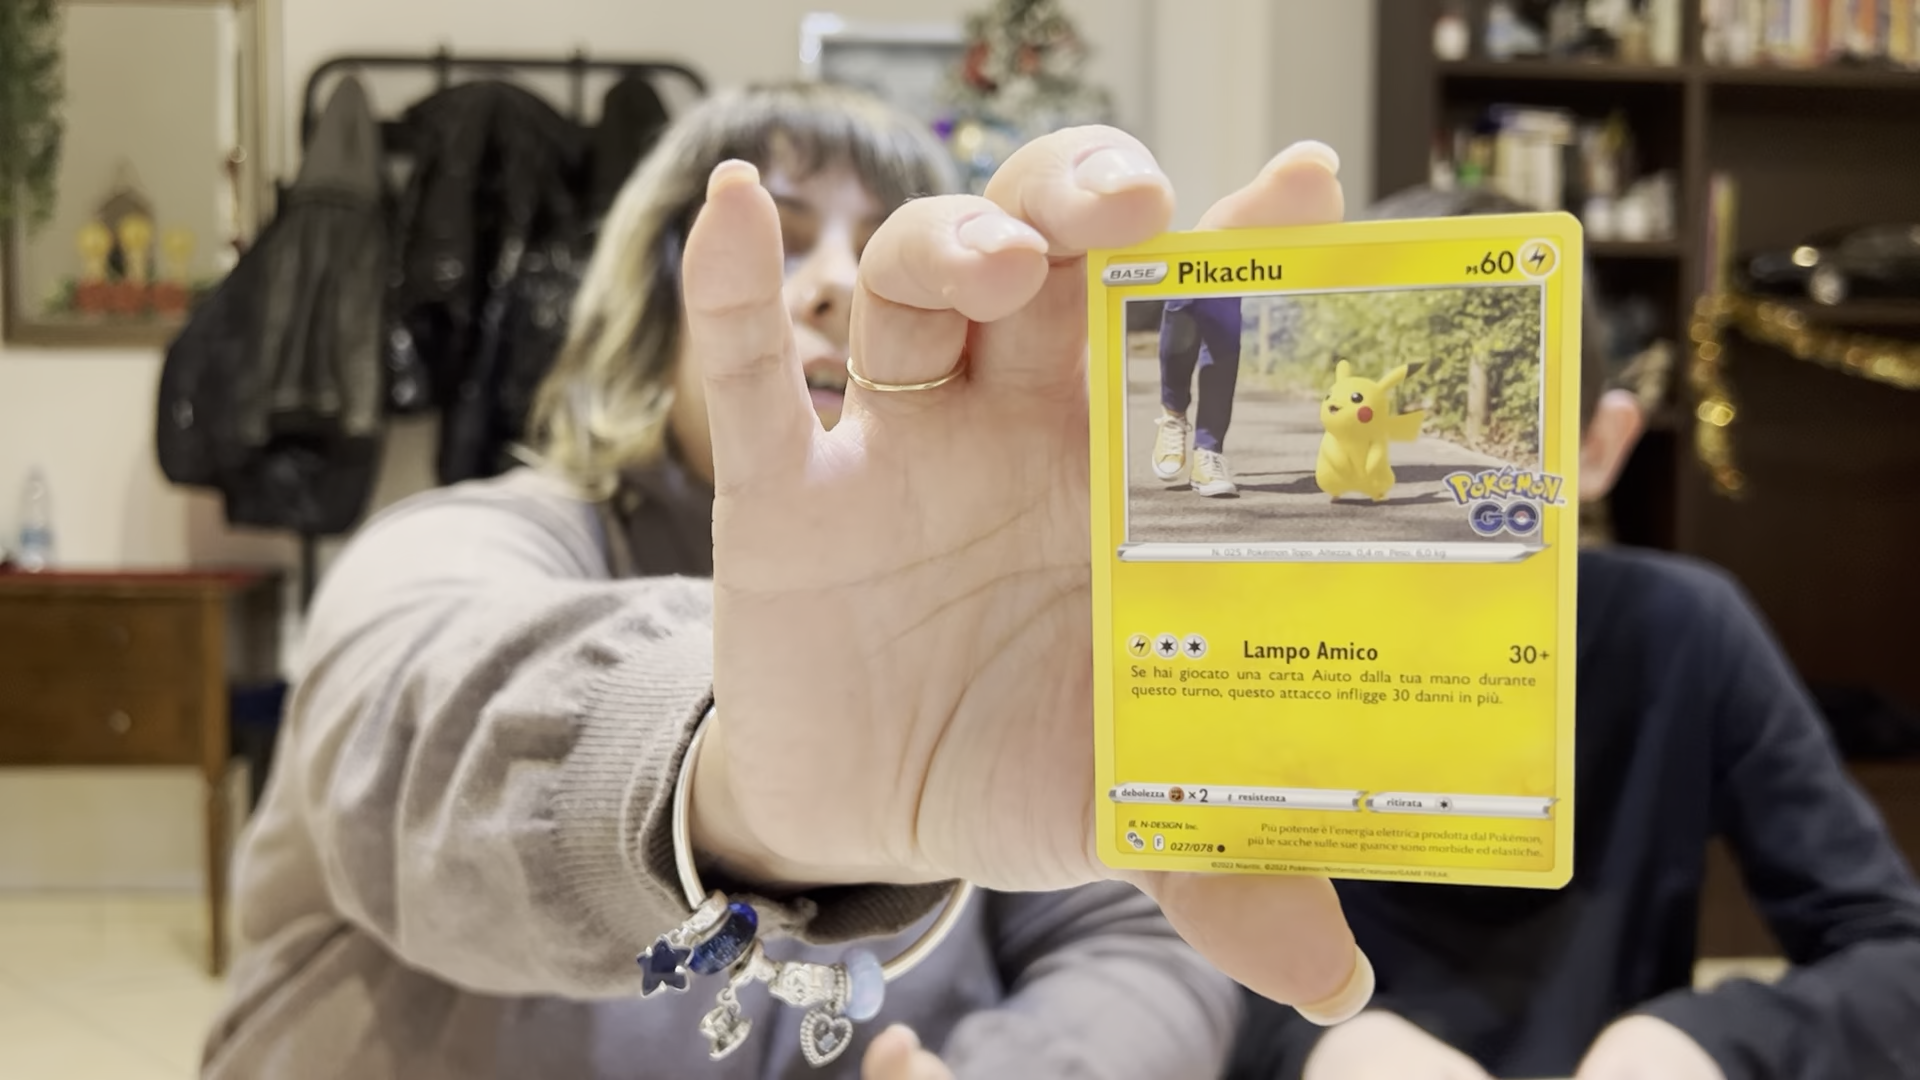 BASE Pikachu PS 60
Pokémon
GO
N. 025 Pokémon Topo Altezza: 0,4 m Peso: 6,0 kg
Lampo Amico 30+
Se hai giocato una carta Aiuto dalla tua mano durante
questo turno, questo attacco infligge 30 danni in più.
debolezza ×2 resistenza ritirata
ill. N-DESIGN Inc.
Più potente è l'energia elettrica prodotta dal Pokémon,
più le sacche sulle sue guance sono morbide ed elastiche.
F 027/078
©2022 Niantic. ©2022 Pokémon/Nintendo/Creatures/GAME FREAK.